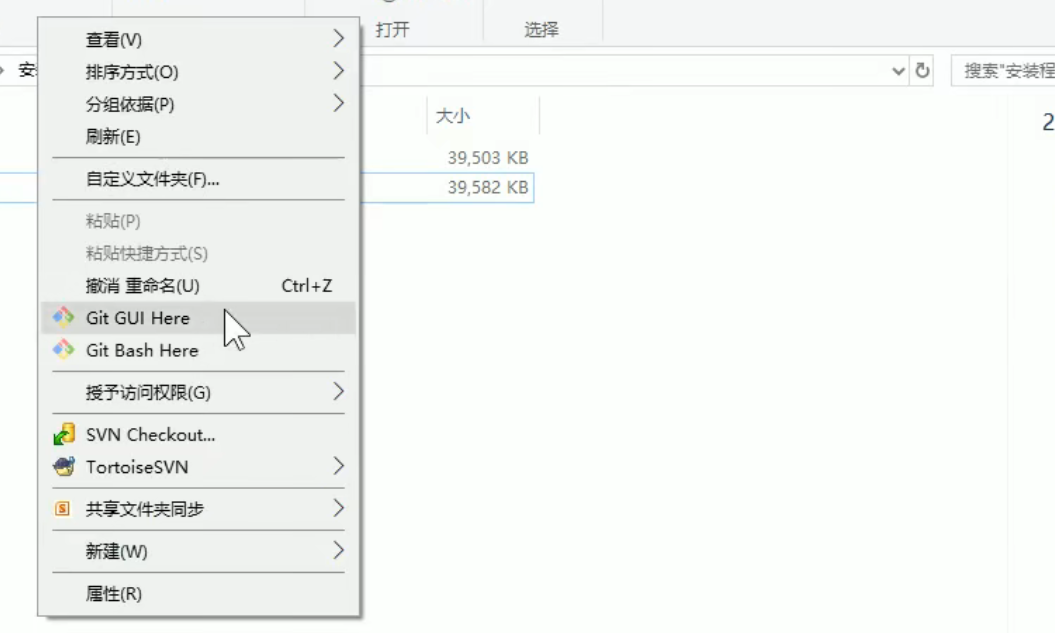 打开
选择
安
搜索"安装程
查看(V)
排序方式(O)
分组依据(P)
刷新(E)
自定义文件夹(F)...
粘贴(P)
粘贴快捷方式(S)
撤消 重命名(U) Ctrl+Z
Git GUI Here
Git Bash Here
授予访问权限(G)
SVN Checkout...
TortoiseSVN
共享文件夹同步
新建(W)
属性(R)
大小
39,503 KB
39,582 KB
2